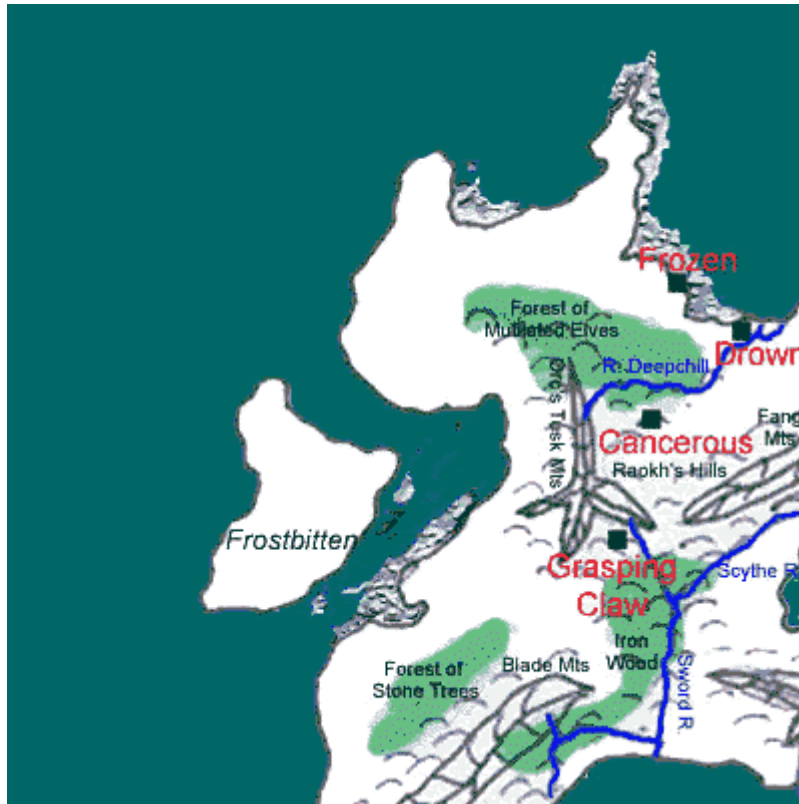 Frozen
Forest of
Mutilated Elves
Drown
R. Deepchill
Orc's Tusk Mts
Cancerous
Fang
Mts
Raokh's Hills
Frostbitten
Grasping
Claw
Scythe R
Iron
Wood
Blade Mts
Forest of
Stone Trees
Sword R.